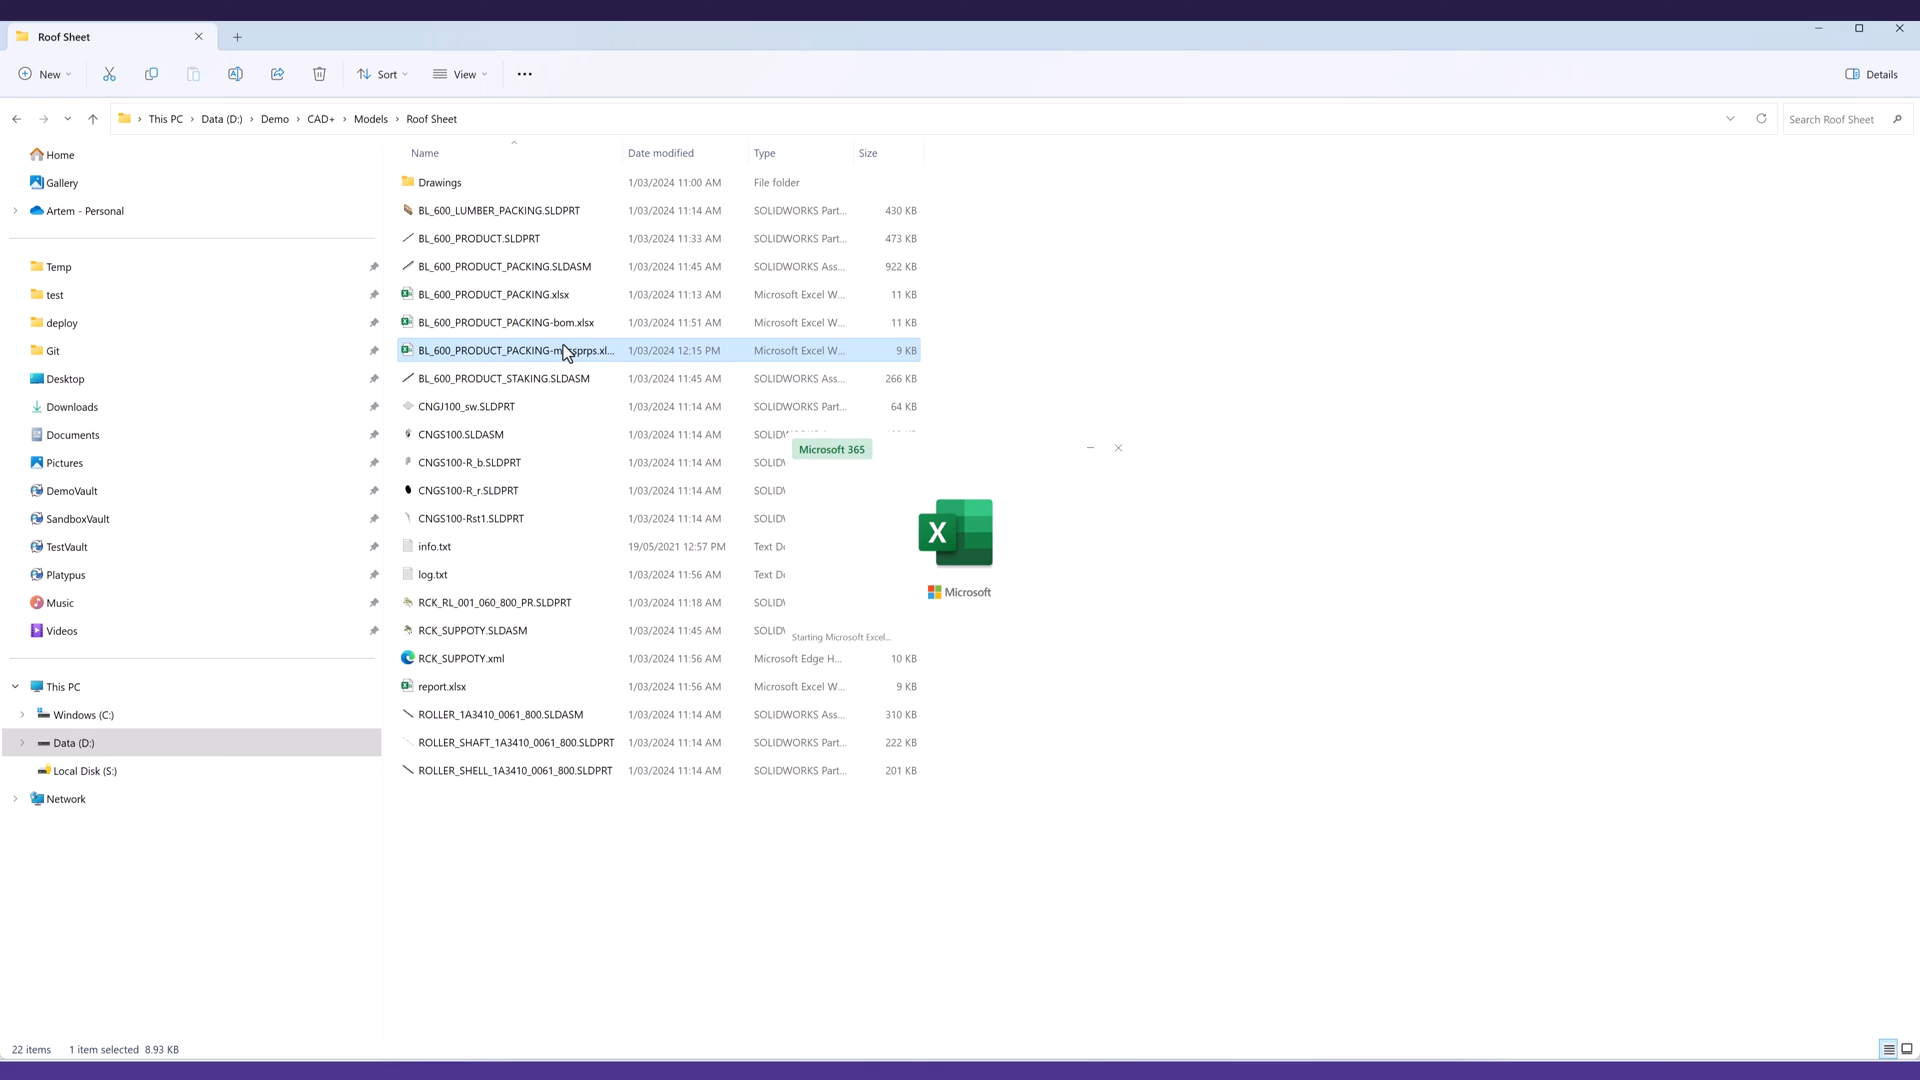 Roof Sheet
New
Sort
View
Details
This PC > Data (D:) > Demo > CAD+ > Models > Roof Sheet
Search Roof Sheet
Name Date modified Type Size
Home
Gallery
Artem - Personal
Temp
test
deploy
Git
Desktop
Downloads
Documents
Pictures
DemoVault
SandboxVault
TestVault
Platypus
Music
Videos
This PC
Windows (C:)
Data (D:)
Local Disk (S:)
Network
Drawings 1/03/2024 11:00 AM File folder
BL_600_LUMBER_PACKING.SLDPRT 1/03/2024 11:14 AM SOLIDWORKS Part... 430 KB
BL_600_PRODUCT.SLDPRT 1/03/2024 11:33 AM SOLIDWORKS Part... 473 KB
BL_600_PRODUCT_PACKING.SLDASM 1/03/2024 11:45 AM SOLIDWORKS Ass... 922 KB
BL_600_PRODUCT_PACKING.xlsx 1/03/2024 11:13 AM Microsoft Excel W... 11 KB
BL_600_PRODUCT_PACKING-bom.xlsx 1/03/2024 11:51 AM Microsoft Excel W... 11 KB
1/03/2024 12:15 PM Microsoft Excel W... 9 KB
BL_600_PRODUCT_STAKING.SLDASM 1/03/2024 11:45 AM SOLIDWORKS Ass... 266 KB
CNGJ100_sw.SLDPRT 1/03/2024 11:14 AM SOLIDWORKS Part... 64 KB
CNGS100.SLDASM 1/03/2024 11:14 AM
CNGS100-R_b.SLDPRT 1/03/2024 11:14 AM
CNGS100-R_r.SLDPRT 1/03/2024 11:14 AM
CNGS100-Rst1.SLDPRT 1/03/2024 11:14 AM
info.txt 19/05/2021 12:57 PM Text
log.txt 1/03/2024 11:56 AM Text
RCK_RL_001_060_800_PR.SLDPRT 1/03/2024 11:18 AM
RCK_SUPPOTY.SLDASM 1/03/2024 11:45 AM
RCK_SUPPOTY.xml 1/03/2024 11:56 AM Microsoft Edge H... 10 KB
report.xlsx 1/03/2024 11:56 AM Microsoft Excel W... 9 KB
ROLLER_1A3410_0061_800.SLDASM 1/03/2024 11:14 AM SOLIDWORKS Ass... 310 KB
ROLLER_SHAFT_1A3410_0061_800.SLDPRT 1/03/2024 11:14 AM SOLIDWORKS Part... 222 KB
ROLLER_SHELL_1A3410_0061_800.SLDPRT 1/03/2024 11:14 AM SOLIDWORKS Part... 201 KB
Microsoft 365
X
Microsoft
Starting Microsoft Excel...
22 items 1 item selected 8.93 KB